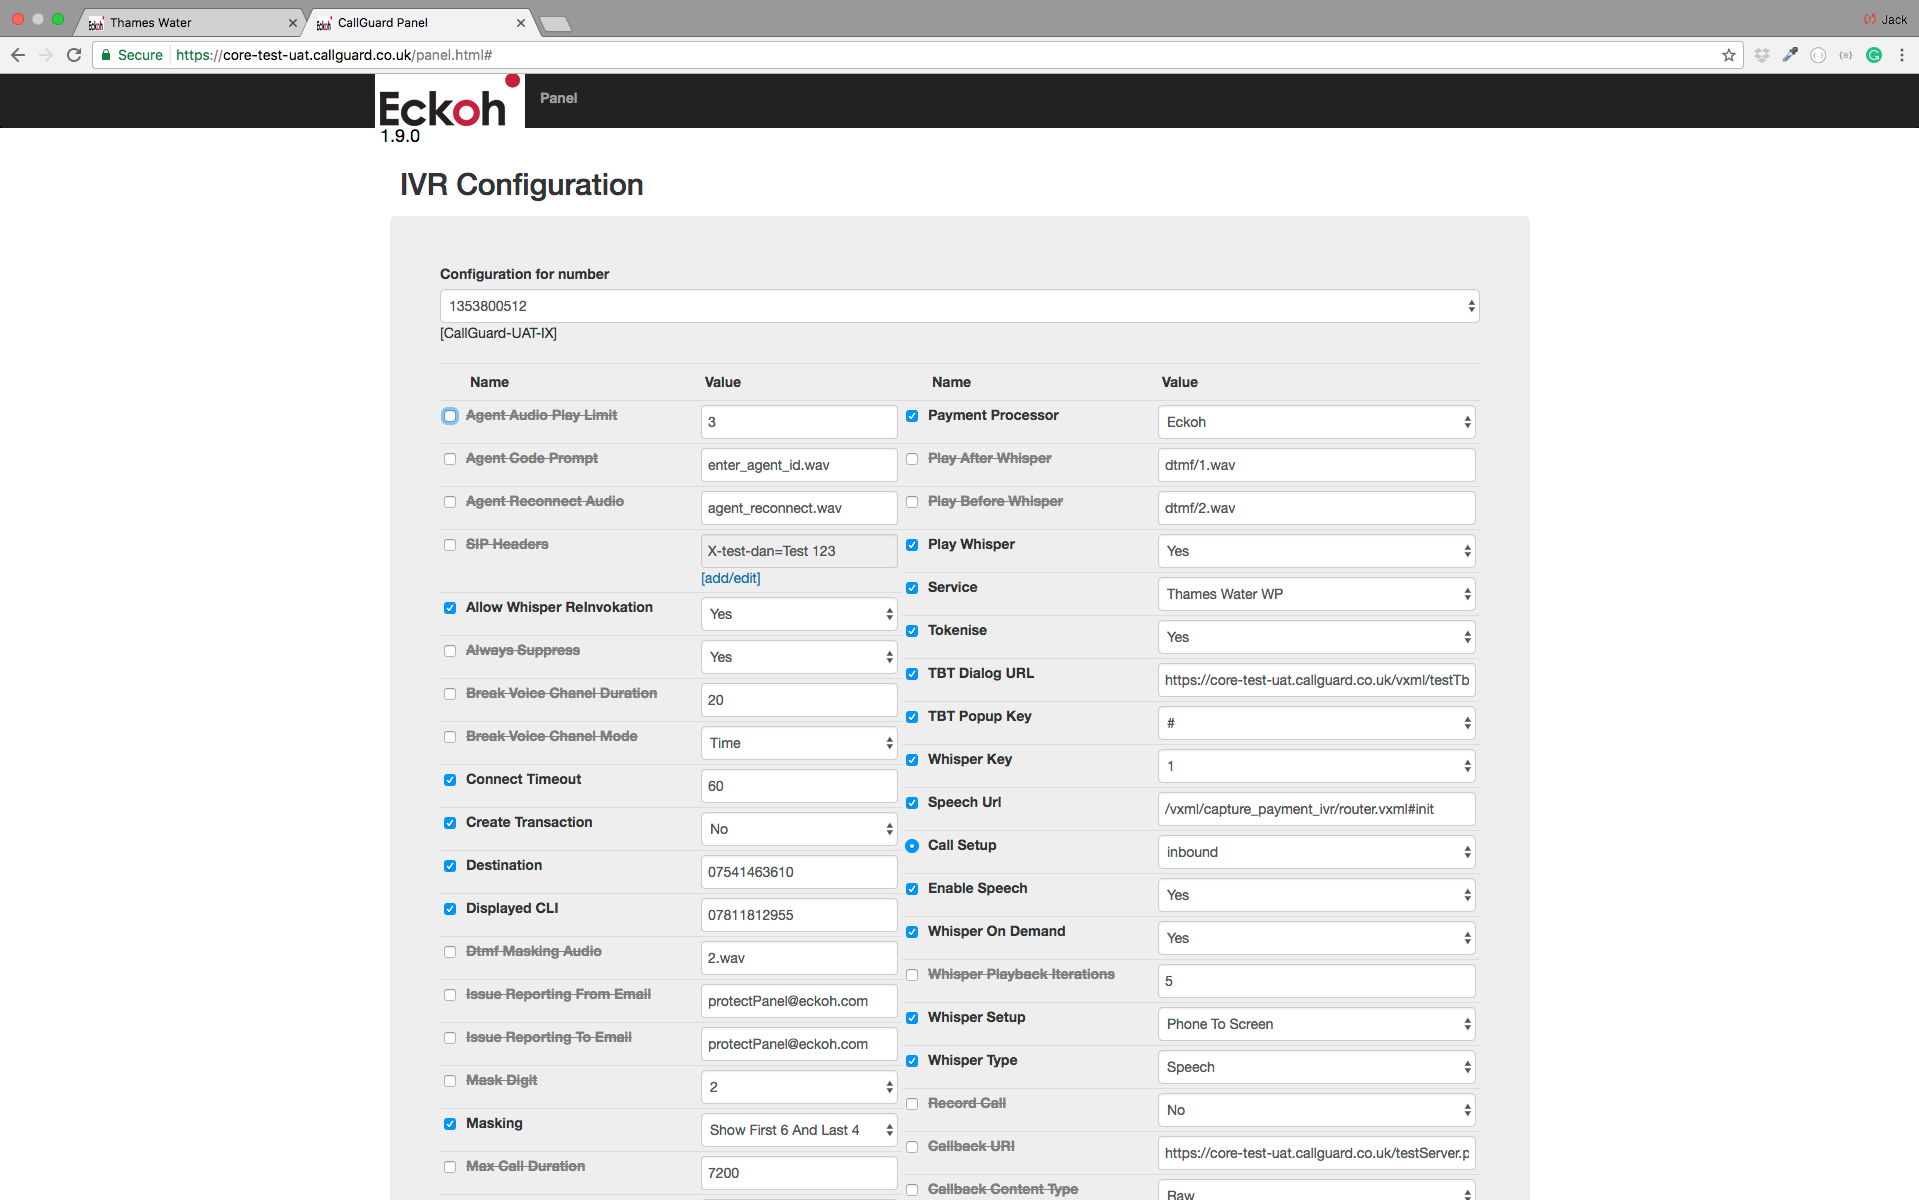 Eckoh Thames Water
Eckoh CallGuard Panel
Jack
Secure https://core-test-uat.callguard.co.uk/panel.html#
Eckoh
Panel
1.9.0
IVR Configuration
Configuration for number
1353800512
[CallGuard-UAT-IX]
Name Value Name Value
Agent Audio Play Limit 3 Payment Processor Eckoh
Agent Code Prompt enter_agent_id.wav Play After Whisper dtmf/1.wav
Agent Reconnect Audio agent_reconnect.wav Play Before Whisper dtmf/2.wav
SIP Headers X-test-dan=Test 123 Play Whisper Yes
[add/edit]
Service Thames Water WP
Allow Whisper ReInvokation Yes
Tokenise Yes
Always Suppress Yes
TBT Dialog URL https://core-test-uat.callguard.co.uk/vxml/testTb
Break Voice Chanel Duration 20
TBT Popup Key #
Break Voice Chanel Mode Time
Whisper Key 1
Connect Timeout 60
Speech Url /vxml/capture_payment_ivr/router.vxml#init
Create Transaction No
Call Setup inbound
Destination 07541463610
Enable Speech Yes
Displayed CLI 07811812955
Whisper On Demand Yes
Dtmf Masking Audio 2.wav
Whisper Playback Iterations 5
Issue Reporting From Email protectPanel@eckoh.com
Whisper Setup Phone To Screen
Issue Reporting To Email protectPanel@eckoh.com
Whisper Type Speech
Mask Digit 2
Record Call No
Masking Show First 6 And Last 4
Callback URI https://core-test-uat.callguard.co.uk/testServer.p
Max Call Duration 7200
Callback Content Type Raw